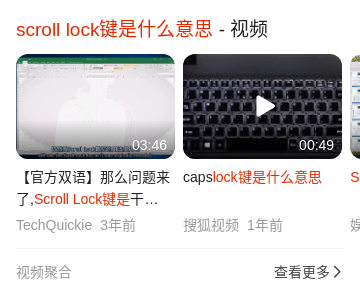 scroll lock键是什么意思 - 视频
03:46
00:49
【官方双语】那么问题来
了,Scroll Lock键是干…
capslock键是什么意思
S
TechQuickie 3年前
搜狐视频 1年前
娱
视频聚合
查看更多